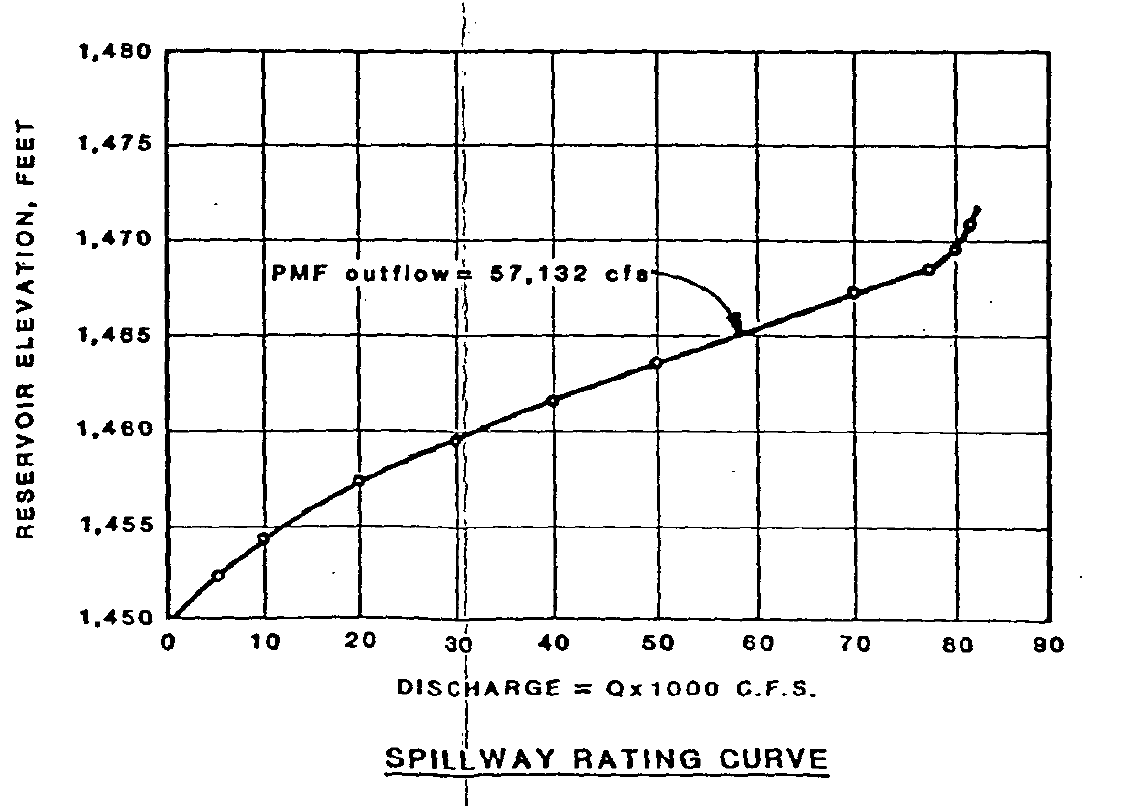 1,480
1,475
1,470
1,465
1,460
1,455
1,450
RESERVOIR ELEVATION, FEET
PMF outflow = 57,132 cfs
0 10 20 30 40 50 60 70 80 90
DISCHARGE = Qx1000 C.F.S.
SPILLWAY RATING CURVE